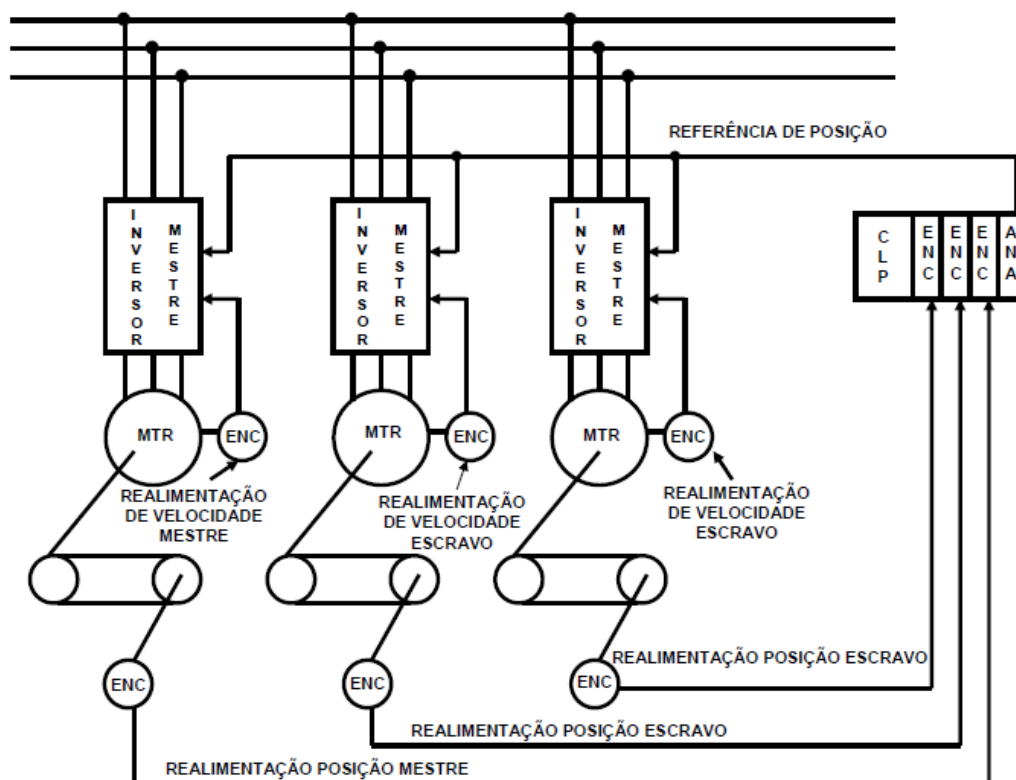 REFERÊNCIA DE POSIÇÃO
INVERSOR
MESTRE
INVERSOR
MESTRE
INVERSOR
MESTRE
CLP
ENC
ENC
ENC
ANA
MTR
ENC
MTR
ENC
MTR
ENC
REALIMENTAÇÃO
DE VELOCIDADE
MESTRE
REALIMENTAÇÃO
DE VELOCIDADE
ESCRAVO
REALIMENTAÇÃO
DE VELOCIDADE
ESCRAVO
ENC
ENC
ENC
REALIMENTAÇÃO POSIÇÃO ESCRAVO
REALIMENTAÇÃO POSIÇÃO ESCRAVO
REALIMENTAÇÃO POSIÇÃO MESTRE